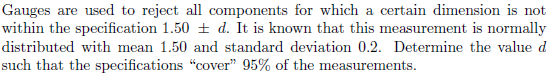 Gauges are used to reject all components for which a certain dimension is not
within the specification 1.50 ± d. It is known that this measurement is normally
distributed with mean 1.50 and standard deviation 0.2. Determine the value d
such that the specifications “cover” 95% of the measurements.